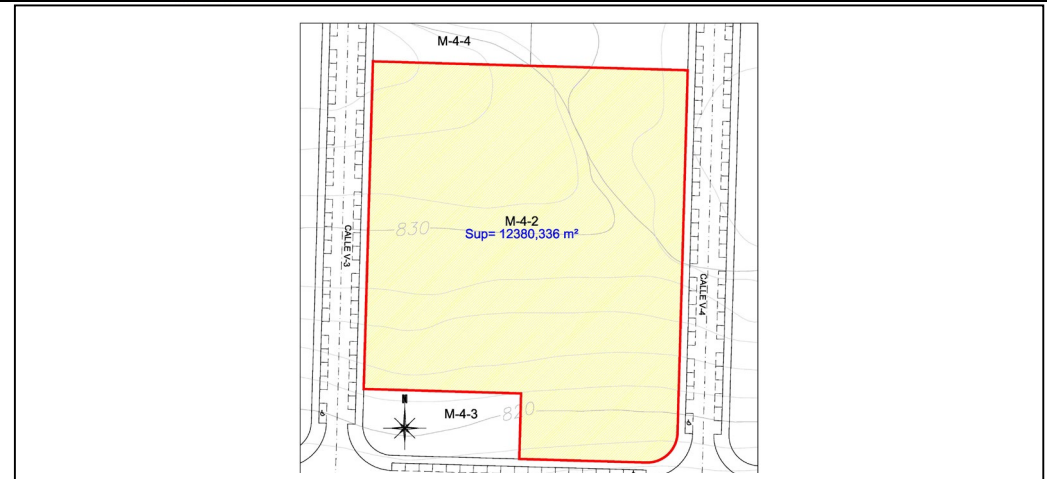 M-4-4
830
M-4-2
Sup= 12380,336 m²
CALLE V-3
CALLE V-4
N
M-4-3
820